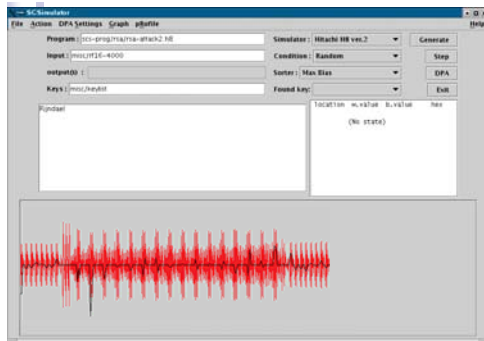 SCSimulator
File Action DPA Settings Graph pRofile Help
Program: scs-prog/rsa/rsa-attack2.h8 Simulator: Hitachi H8 ver.2 Generate
Input: misc/rf16-4000 Condition: Random Step
output(s) : Sorter: Max Bias DPA
Keys: misc/keylist Found key: Exit
Rijndael
location w.value b.value hex
(No state)